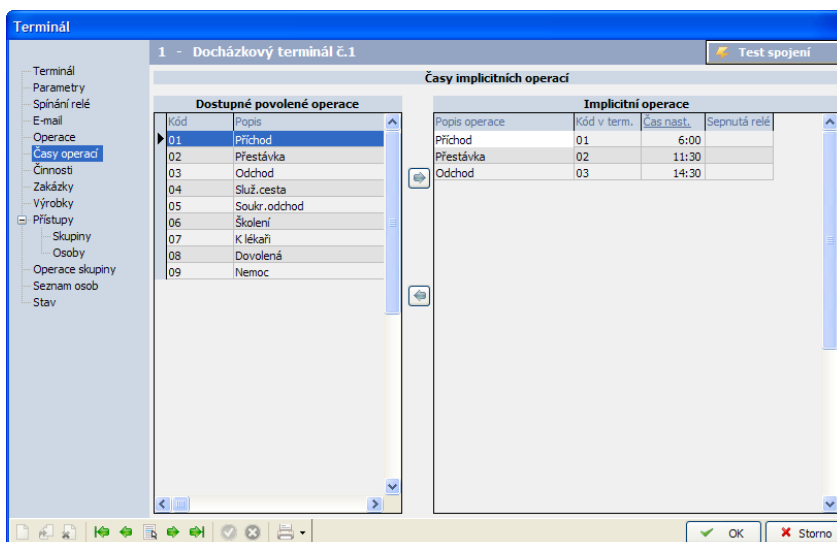 Terminál
1 - Docházkový terminál č.1
Test spojení
Terminál
Parametry
Spínání relé
E-mail
Operace
Časy operací
Činnosti
Zakázky
Výrobky
Přístupy
Skupiny
Osoby
Operace skupiny
Seznam osob
Stav
Časy implicitních operací
Dostupné povolené operace
Kód Popis
01 Příchod
02 Přestávka
03 Odchod
04 Služ.cesta
05 Soukr.odchod
06 Školení
07 K lékaři
08 Dovolená
09 Nemoc
Implicitní operace
Popis operace Kód v term. Čas nast. Sepnutá relé
Příchod 01 6:00
Přestávka 02 11:30
Odchod 03 14:30
OK
Storno